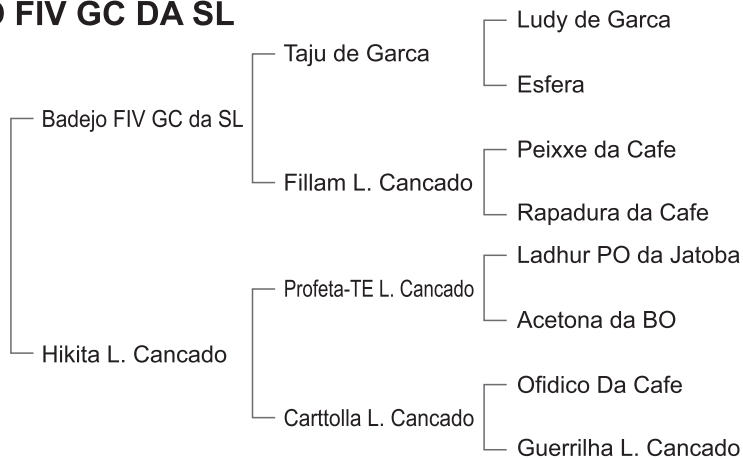 FIV GC DA SL
Ludy de Garca
Taju de Garca
Esfera
Badejo FIV GC da SL
Peixxe da Cafe
Fillam L. Cancado
Rapadura da Cafe
Ladhur PO da Jatoba
Profeta-TE L. Cancado
Acetona da BO
Hikita L. Cancado
Ofidico Da Cafe
Carttolla L. Cancado
Guerrilha L. Cancado